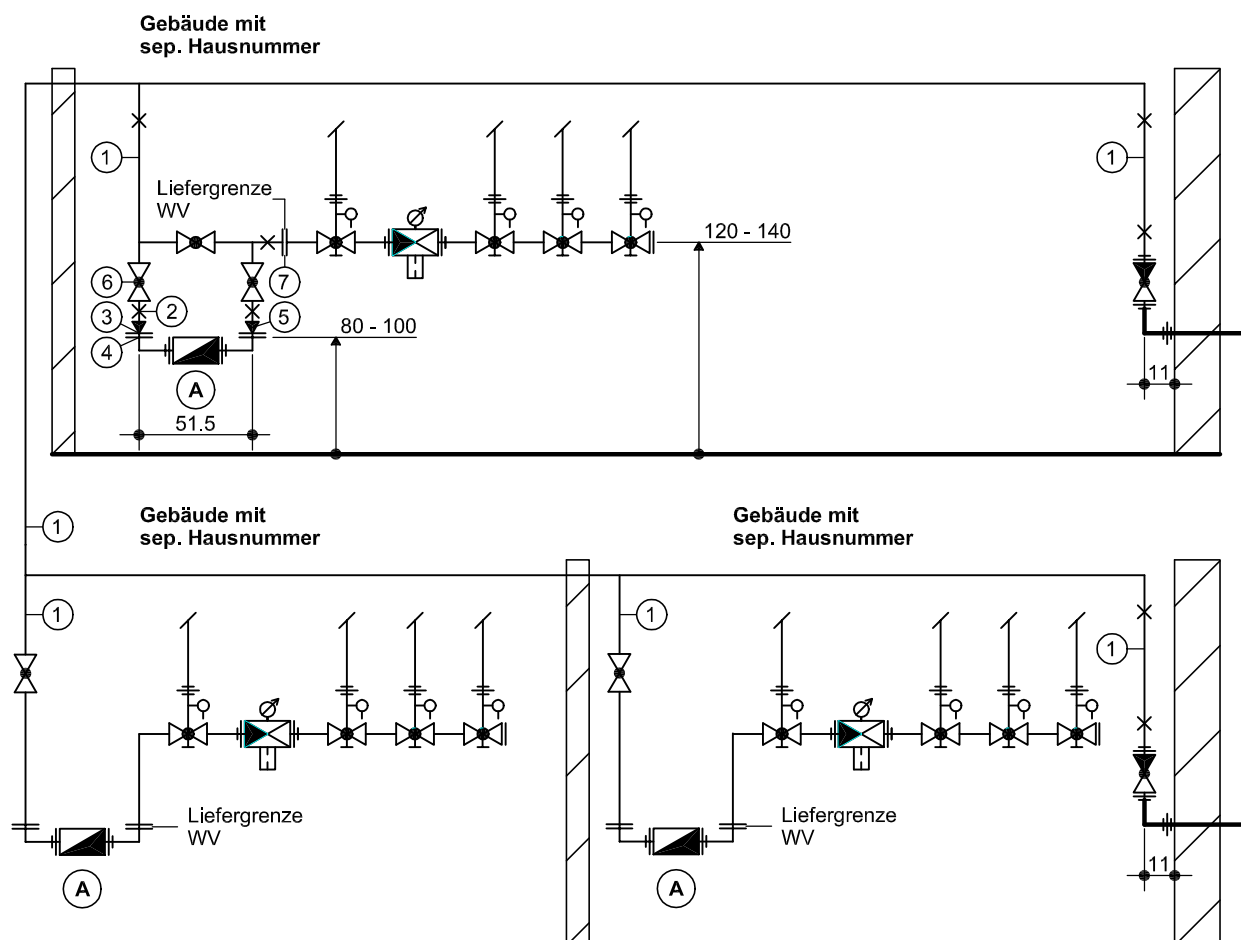 Gebäude mit
sep. Hausnummer
1
1
Liefergrenze
WV
120 - 140
6
2
7
3
5
80 - 100
4
A
11
51.5
1
Gebäude mit
sep. Hausnummer
Gebäude mit
sep. Hausnummer
1
1
1
Liefergrenze
WV
Liefergrenze
WV
A
A
11